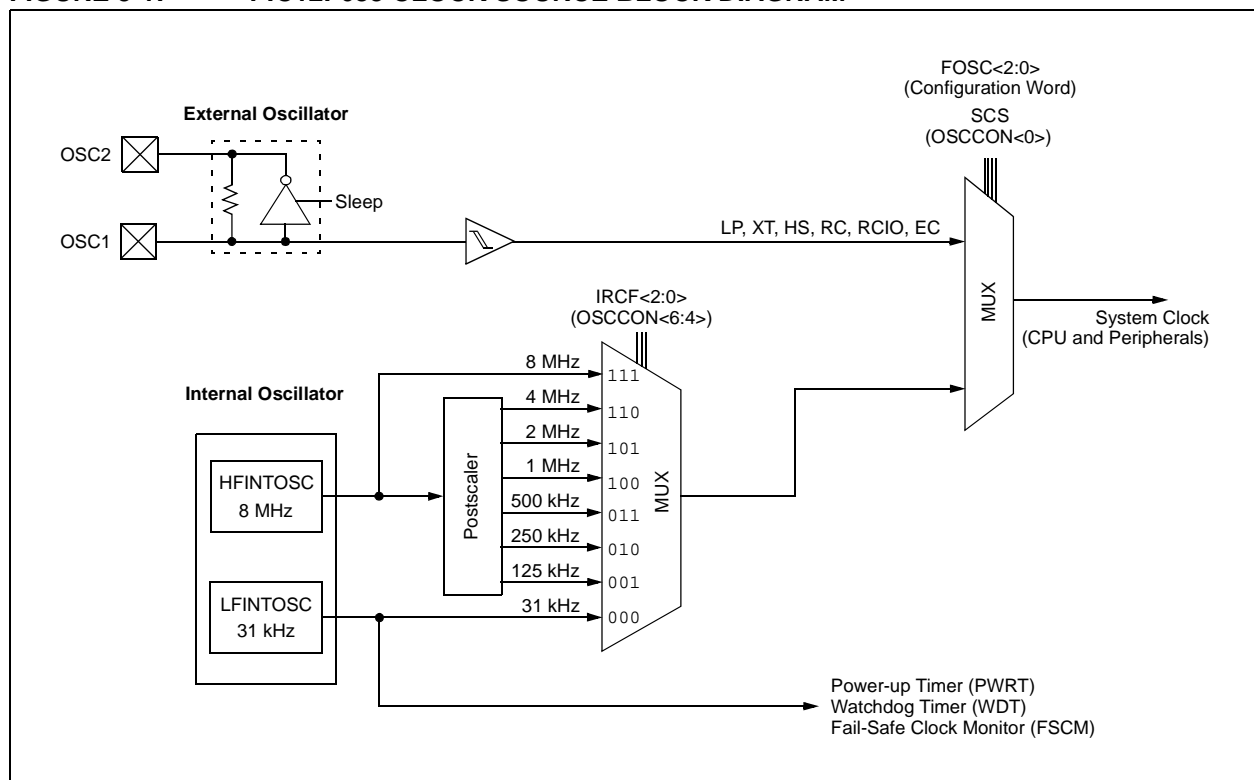 FOSC<2:0>
(Configuration Word)
SCS
(OSCCON<0>)
External Oscillator
OSC2
Sleep
OSC1
LP, XT, HS, RC, RCIO, EC
MUX
System Clock
(CPU and Peripherals)
IRCF<2:0>
(OSCCON<6:4>)
Internal Oscillator
HFINTOSC
8 MHz
LFINTOSC
31 kHz
Postscaler
8 MHz
111
4 MHz
110
2 MHz
101
1 MHz
100
500 kHz
011
250 kHz
010
125 kHz
001
31 kHz
000
MUX
Power-up Timer (PWRT)
Watchdog Timer (WDT)
Fail-Safe Clock Monitor (FSCM)